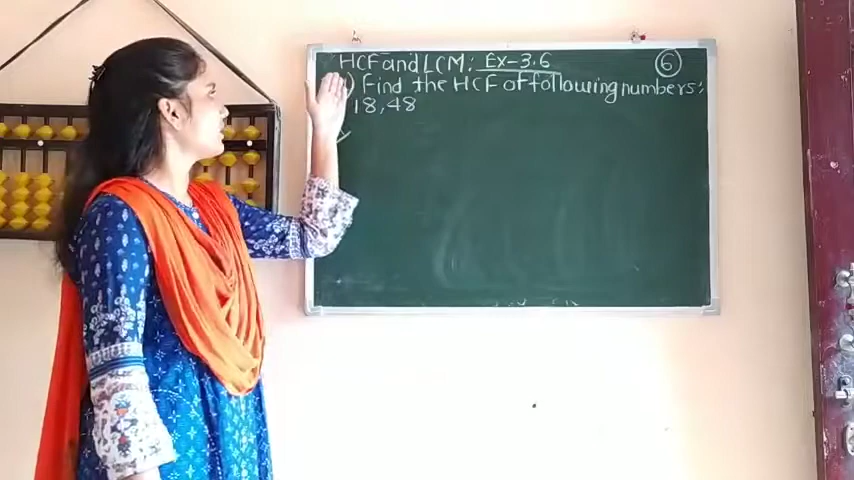 HCF and LCM: Ex-3.6 6
) Find the HCF of following numbers:
18, 48